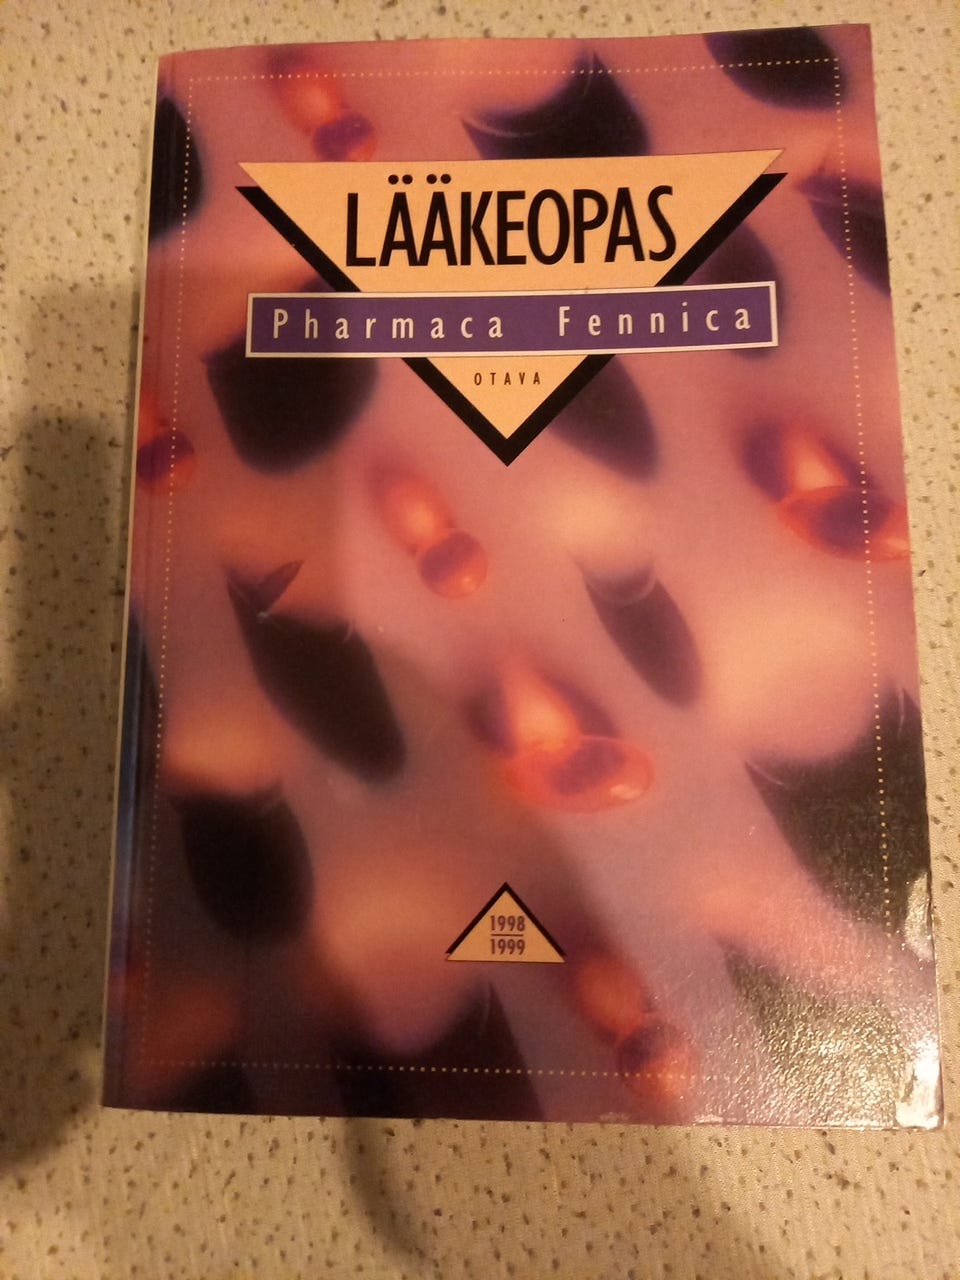 LÄÄKEOPAS
Pharmaca Fennica
OTAVA
1998
1999